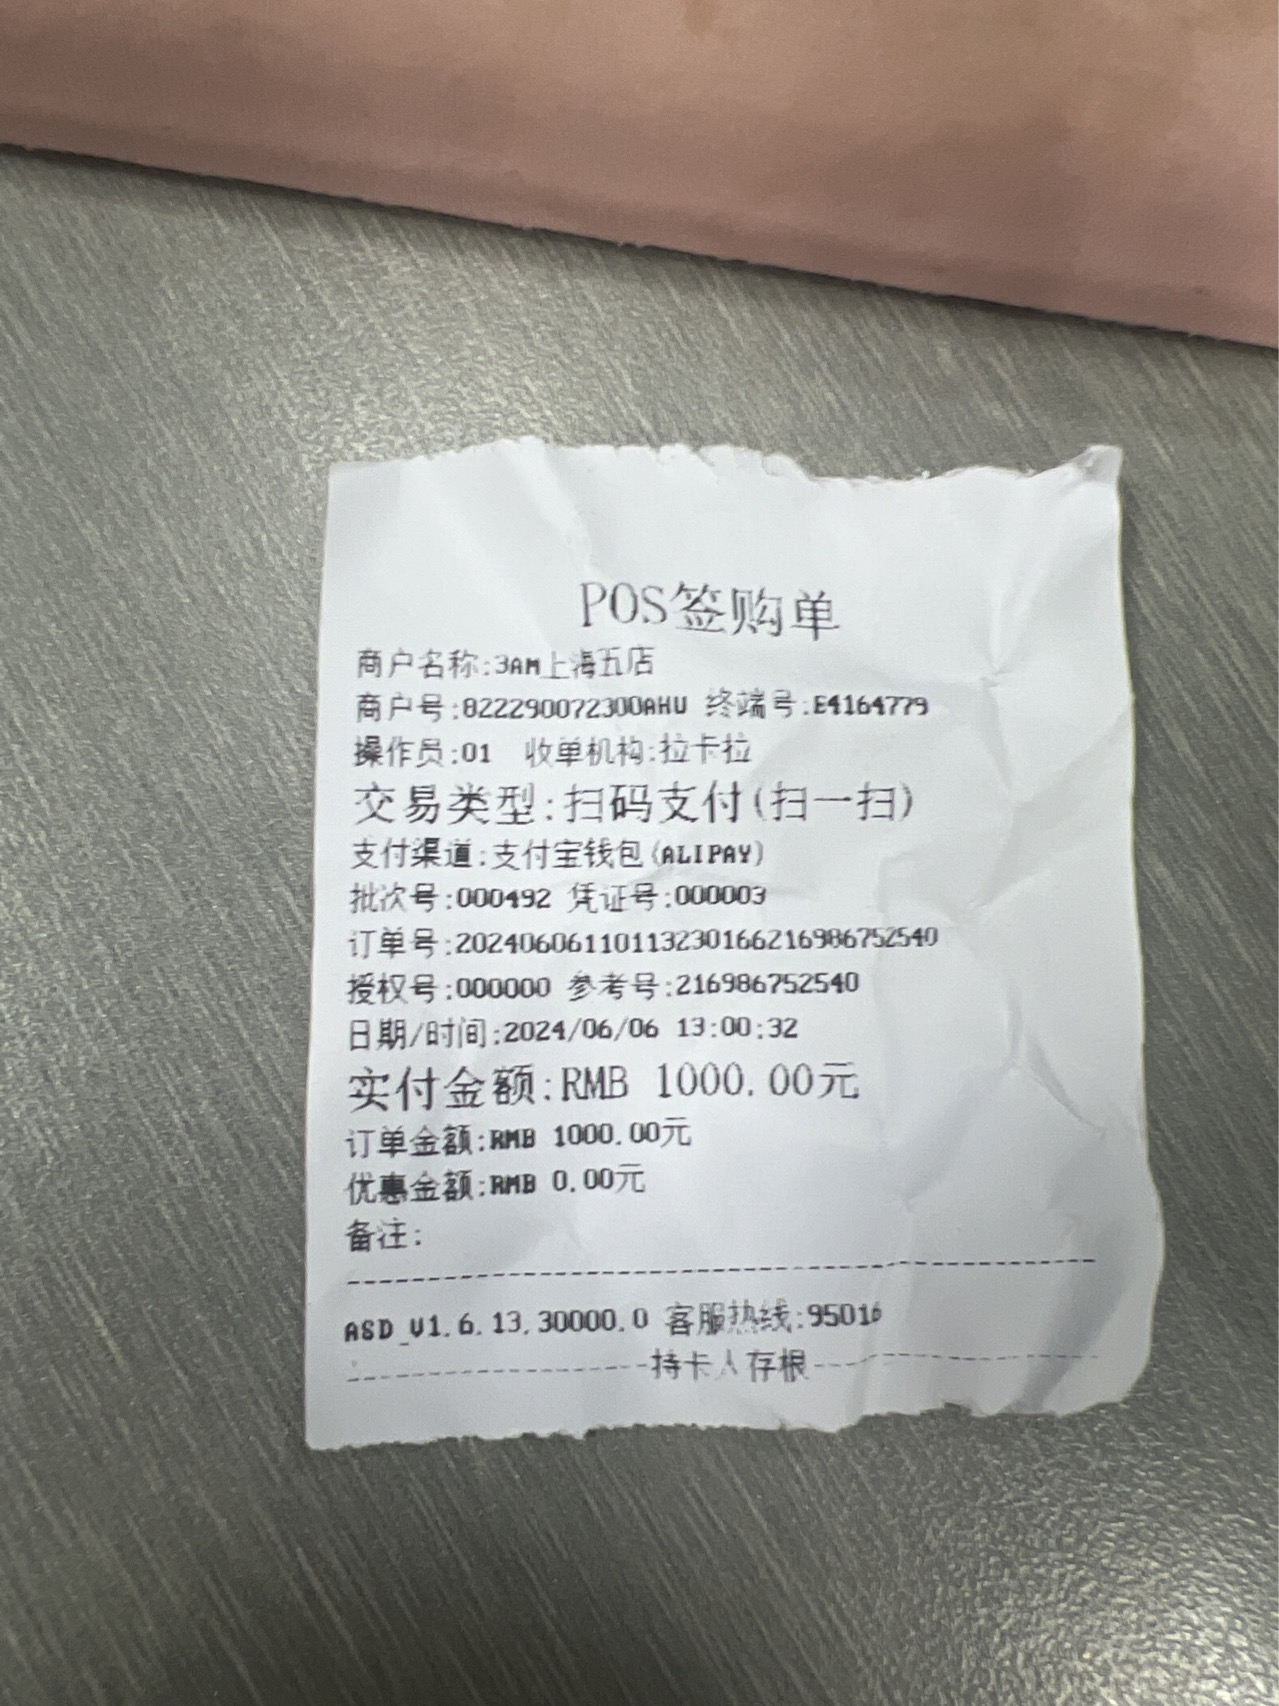 POS签购单
商户名称:3AM上海五店
商户号:822290072300AHU 终端号:E4164779
操作员:01 收单机构:拉卡拉
交易类型:扫码支付(扫一扫)
支付渠道:支付宝钱包(ALIPAY)
批次号:000492 凭证号:000003
订单号:20240606110113230166216986752540
授权号:000000 参考号:216986752540
日期/时间:2024/06/06 13:00:32
实付金额:RMB 1000.00元
订单金额:RMB 1000.00元
优惠金额:RMB 0.00元
备注:
ASD_V1.6.13.30000.0 客服热线:95016
持卡人存根